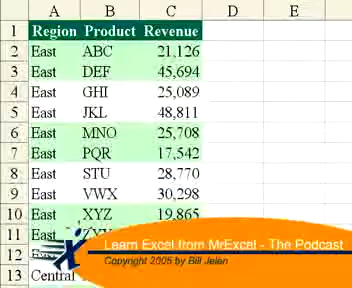 A B C D E
1 Region Product Revenue
2 East ABC 21,126
3 East DEF 45,694
4 East GHI 25,089
5 East JKL 48,811
6 East MNO 25,708
7 East PQR 17,542
8 East STU 28,770
9 East VWX 30,298
10 East XYZ 19,865
11 East
12
13 Central
Learn Excel from MrExcel - The Podcast
Copyright 2005 by Bill Jelen